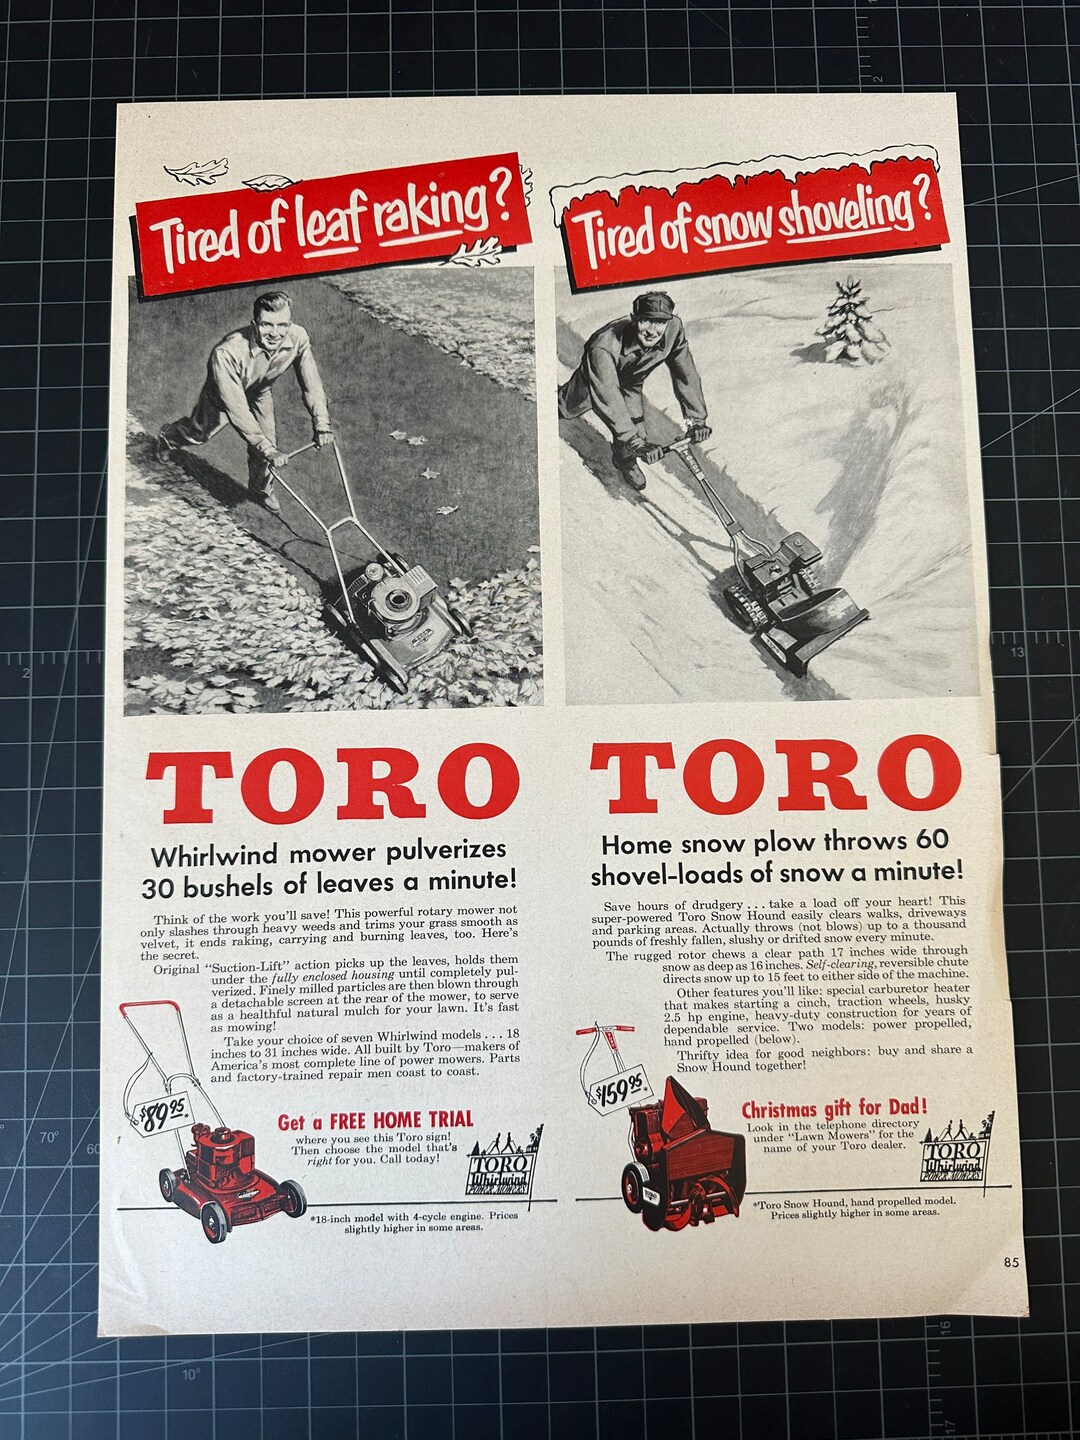 Tired of leaf raking?
TORO
Whirlwind mower pulverizes
30 bushels of leaves a minute!
Think of the work you'll save! This powerful rotary mower not
only slashes through heavy weeds and trims your grass smooth as
velvet, it ends raking, carrying and burning leaves, too. Here's
the secret.
Original "Suction-Lift" action picks up the leaves, holds them
under the fully enclosed housing until completely pul-
verized. Finely milled particles are then blown through
a detachable screen at the rear of the mower, to serve
as a healthful natural mulch for your lawn. It's fast
as mowing!
Take your choice of seven Whirlwind models . . . 18
inches to 31 inches wide. All built by Toro—makers of
America's most complete line of power mowers. Parts
and factory-trained repair men coast to coast.
$89.95*
Get a FREE HOME TRIAL
where you see this Toro sign!
Then choose the model that's
right for you. Call today!
TORO
Whirlwind
POWER MOWERS
*18-inch model with 4-cycle engine. Prices
slightly higher in some areas.
Tired of snow shoveling?
TORO
Home snow plow throws 60
shovel-loads of snow a minute!
Save hours of drudgery . . . take a load off your heart! This
super-powered Toro Snow Hound easily clears walks, driveways
and parking areas. Actually throws (not blows) up to a thousand
pounds of freshly fallen, slushy or drifted snow every minute.
The rugged rotor chews a clear path 17 inches wide through
snow as deep as 16 inches. Self-clearing, reversible chute
directs snow up to 15 feet to either side of the machine.
Other features you'll like: special carburetor heater
that makes starting a cinch, traction wheels, husky
2.5 hp engine, heavy-duty construction for years of
dependable service. Two models: power propelled,
hand propelled (below).
Thrifty idea for good neighbors: buy and share a
Snow Hound together!
$159.95*
Christmas gift for Dad!
Look in the telephone directory
under "Lawn Mowers" for the
name of your Toro dealer.
TORO
Whirlwind
POWER MOWERS
*Toro Snow Hound, hand propelled model.
Prices slightly higher in some areas.
85
2
13
2
70°
60
10°
16
17